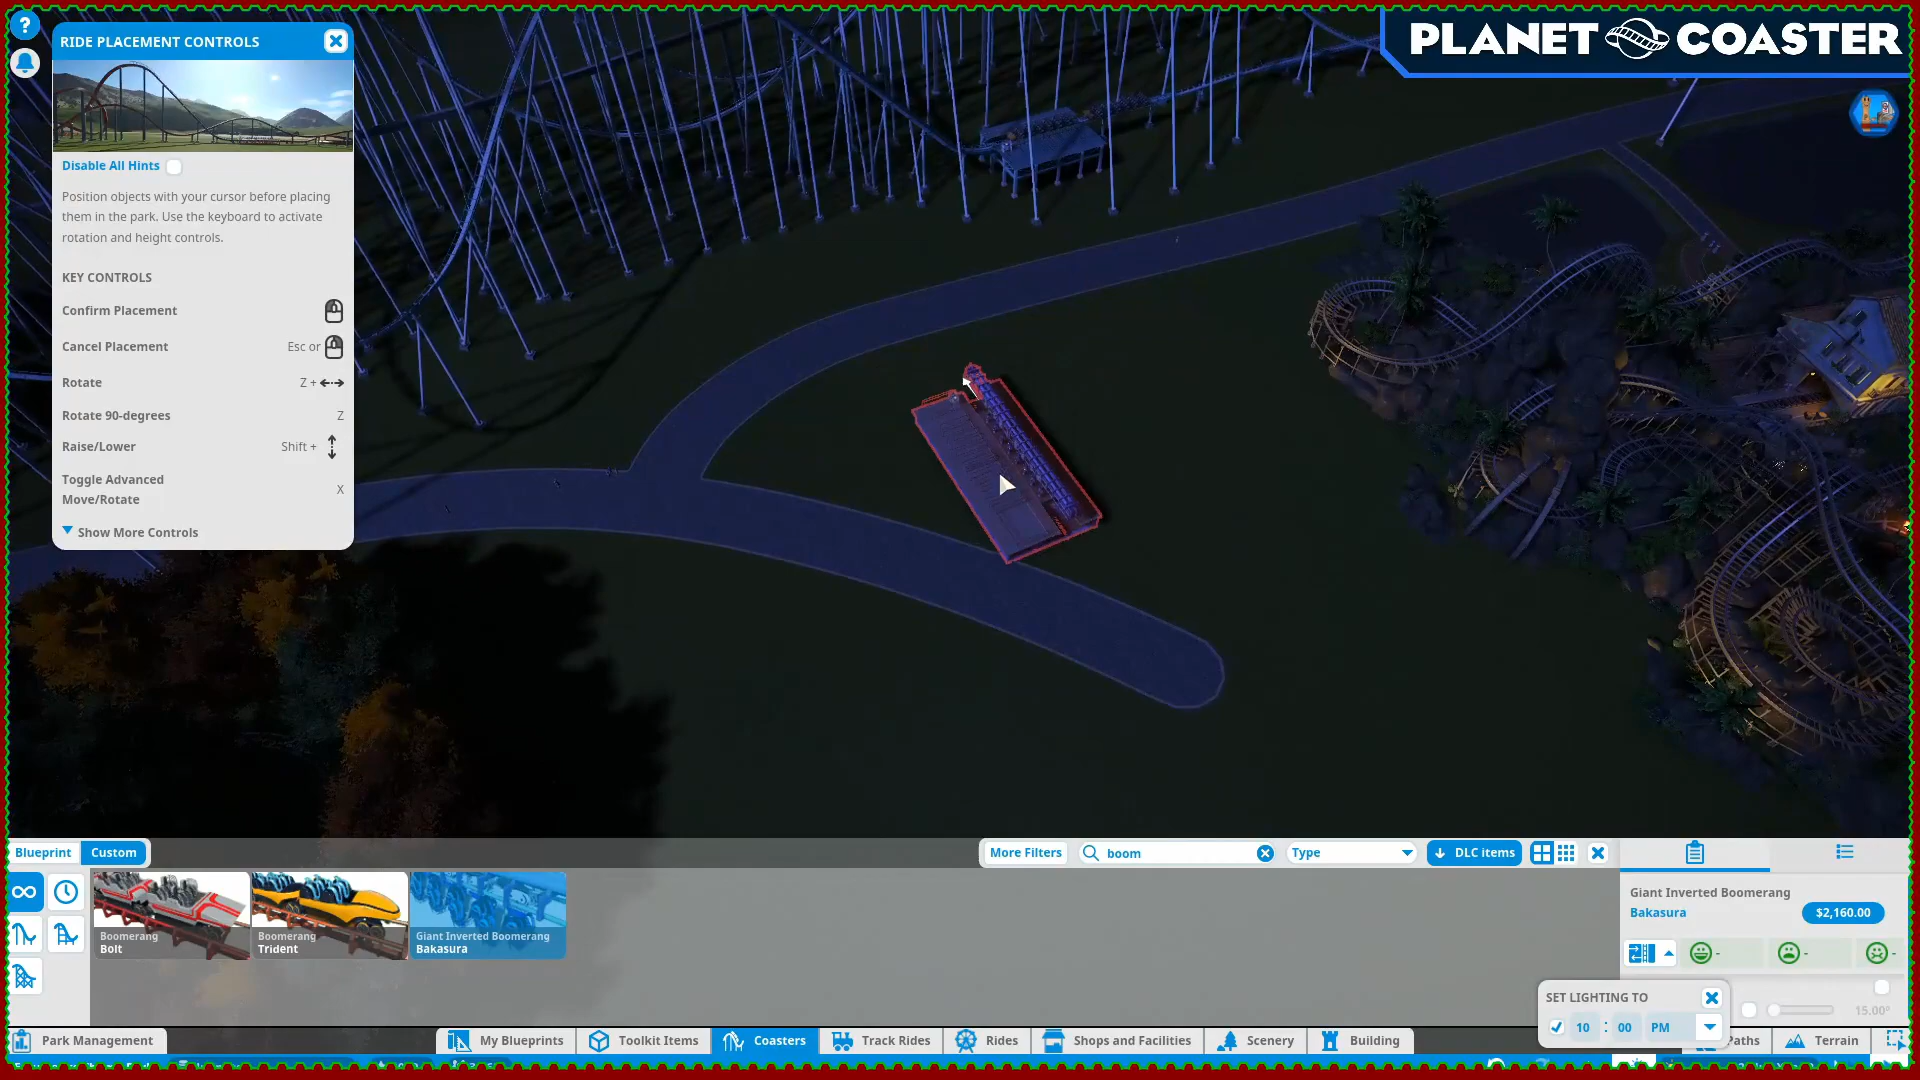 ?
RIDE PLACEMENT CONTROLS
PLANET COASTER
Disable All Hints
Position objects with your cursor before placing
them in the park. Use the keyboard to activate
rotation and height controls.
KEY CONTROLS
Confirm Placement
Cancel Placement Esc or
Rotate Z +
Rotate 90-degrees Z
Raise/Lower Shift +
Toggle Advanced
Move/Rotate X
Show More Controls
Blueprint Custom
More Filters boom Type DLC items
Boomerang
Bolt
Boomerang
Trident
Giant Inverted Boomerang
Bakasura
Giant Inverted Boomerang
Bakasura $2,160.00
- - -
SET LIGHTING TO
10 : 00 PM
15.00°
Park Management My Blueprints Toolkit Items Coasters Track Rides Rides Shops and Facilities Scenery Building Paths Terrain